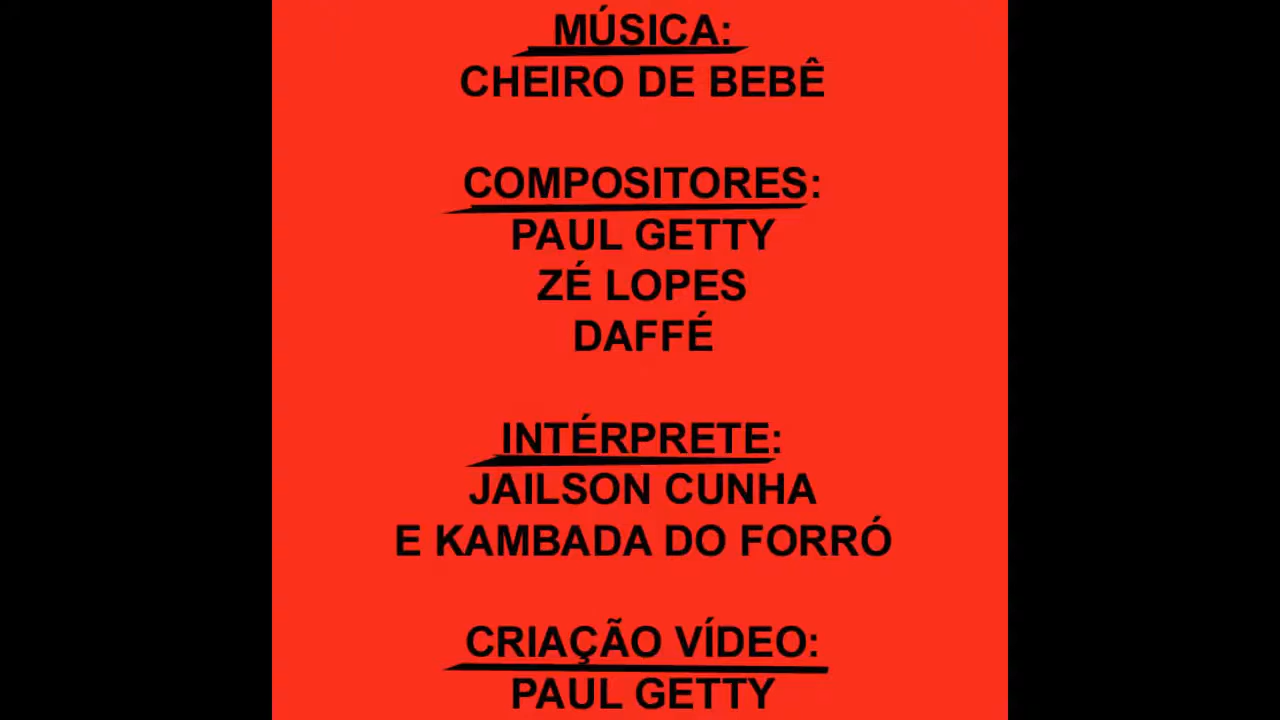 MÚSICA:
CHEIRO DE BEBÊ
COMPOSITORES:
PAUL GETTY
ZÉ LOPES
DAFFÉ
INTÉRPRETE:
JAILSON CUNHA
E KAMBADA DO FORRÓ
CRIAÇÃO VÍDEO:
PAUL GETTY